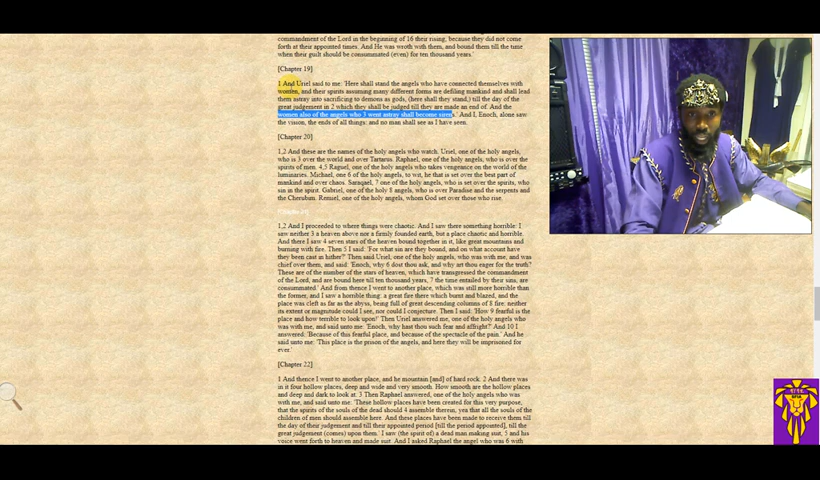 commandment of the Lord in the beginning of 16 their rising, because they did not come
forth at their appointed times. And He was wroth with them, and bound them till the time
when their guilt should be consummated (even) for ten thousand years.'
[Chapter 19]
1 And Uriel said to me: 'Here shall stand the angels who have connected themselves with
women, and their spirits assuming many different forms are defiling mankind and shall lead
them astray into sacrificing to demons as gods, (here shall they stand,) till the day of the
great judgement in 2 which they shall be judged till they are made an end of. And the
women also of the angels who 3 went astray shall become sirens.' And I, Enoch, alone saw
the vision, the ends of all things: and no man shall see as I have seen.
[Chapter 20]
1,2 And these are the names of the holy angels who watch. Uriel, one of the holy angels,
who is 3 over the world and over Tartarus. Raphael, one of the holy angels, who is over the
spirits of men. 4,5 Raguel, one of the holy angels who takes vengeance on the world of the
luminaries. Michael, one 6 of the holy angels, to wit, he that is set over the best part of
mankind and over chaos. Saraqael, 7 one of the holy angels, who is set over the spirits, who
sin in the spirit. Gabriel, one of the holy 8 angels, who is over Paradise and the serpents and
the Cherubim. Remiel, one of the holy angels, whom God set over those who rise.
1,2 And I proceeded to where things were chaotic. And I saw there something horrible: I
saw neither 3 a heaven above nor a firmly founded earth, but a place chaotic and horrible.
And there I saw 4 seven stars of the heaven bound together in it, like great mountains and
burning with fire. Then 5 I said: 'For what sin are they bound, and on what account have
they been cast in hither?' Then said Uriel, one of the holy angels, who was with me, and was
chief over them, and said: 'Enoch, why 6 dost thou ask, and why art thou eager for the truth?
These are of the number of the stars of heaven, which have transgressed the commandment
of the Lord, and are bound here till ten thousand years, 7 the time entailed by their sins, are
consummated.' And from thence I went to another place, which was still more horrible than
the former, and I saw a horrible thing: a great fire there which burnt and blazed, and the
place was cleft as far as the abyss, being full of great descending columns of 8 fire: neither
its extent or magnitude could I see, nor could I conjecture. Then I said: 'How 9 fearful is the
place and how terrible to look upon!' Then Uriel answered me, one of the holy angels who
was with me, and said unto me: 'Enoch, why hast thou such fear and affright?' And 10 I
answered: 'Because of this fearful place, and because of the spectacle of the pain.' And he
said unto me: 'This place is the prison of the angels, and here they will be imprisoned for
ever.'
[Chapter 22]
1 And thence I went to another place, and he mountain [and] of hard rock. 2 And there was
in it four hollow places, deep and wide and very smooth. How smooth are the hollow places
and deep and dark to look at. 3 Then Raphael answered, one of the holy angels who was
with me, and said unto me: 'These hollow places have been created for this very purpose,
that the spirits of the souls of the dead should 4 assemble therein, yea that all the souls of the
children of men should assemble here. And these places have been made to receive them till
the day of their judgement and till their appointed period [till the period appointed], till the
great judgement (comes) upon them.' I saw (the spirit of) a dead man making suit, 5 and his
voice went forth to heaven and made suit. And I asked Raphael the angel who was 6 with